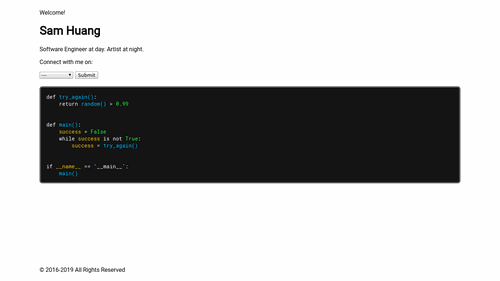 Welcome!
Sam Huang
Software Engineer at day. Artist at night.
Connect with me on:
---
Submit
def try_again():
    return random() > 0.99
def main():
    success = False
    while success is not True:
        success = try_again()
if __name__ == '__main__':
    main()
© 2016-2019 All Rights Reserved